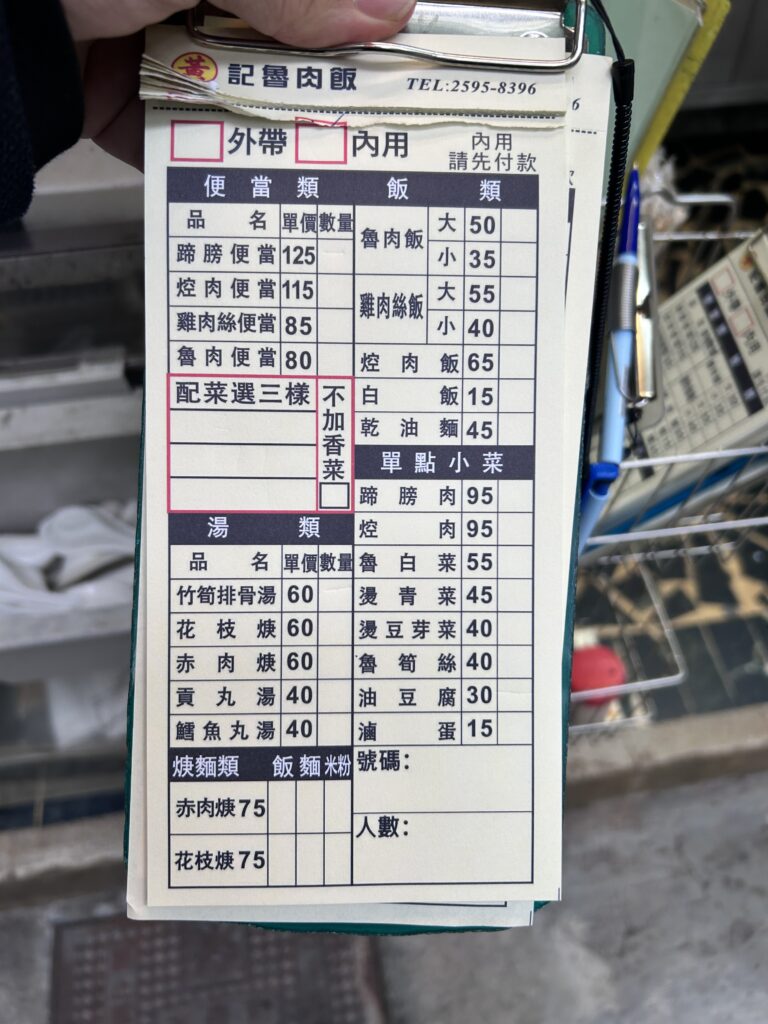 黃記魯肉飯 TEL:2595-8396
外帶 內用 內用
請先付款
便當類
品名 單價 數量
蹄膀便當 125
焢肉便當 115
雞肉絲便當 85
魯肉便當 80
配菜選三樣
不加香菜
湯類
品名 單價 數量
竹筍排骨湯 60
花枝焿 60
赤肉焿 60
貢丸湯 40
鱈魚丸湯 40
焿麵類 飯 麵 米粉
赤肉焿 75
花枝焿 75
飯類
魯肉飯 大 50
小 35
雞肉絲飯 大 55
小 40
焢肉飯 65
白飯 15
乾油麵 45
單點小菜
蹄膀肉 95
焢肉 95
魯白菜 55
燙青菜 45
燙豆芽菜 40
魯筍絲 40
油豆腐 30
滷蛋 15
號碼：
人數：